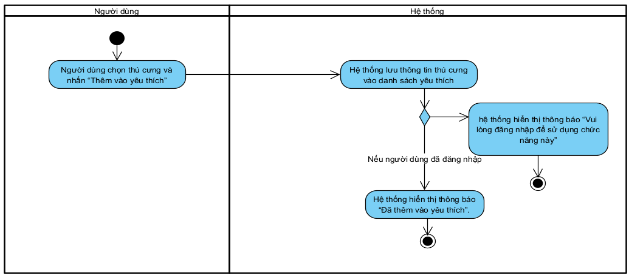 Người dùng
Hệ thống
Người dùng chọn thú cưng và
nhấn "Thêm vào yêu thích"
Hệ thống lưu thông tin thú cưng
vào danh sách yêu thích
hệ thống hiển thị thông báo "Vui
lòng đăng nhập để sử dụng chức
năng này"
Nếu người dùng đã đăng nhập
Hệ thống hiển thị thông báo
"Đã thêm vào yêu thích".